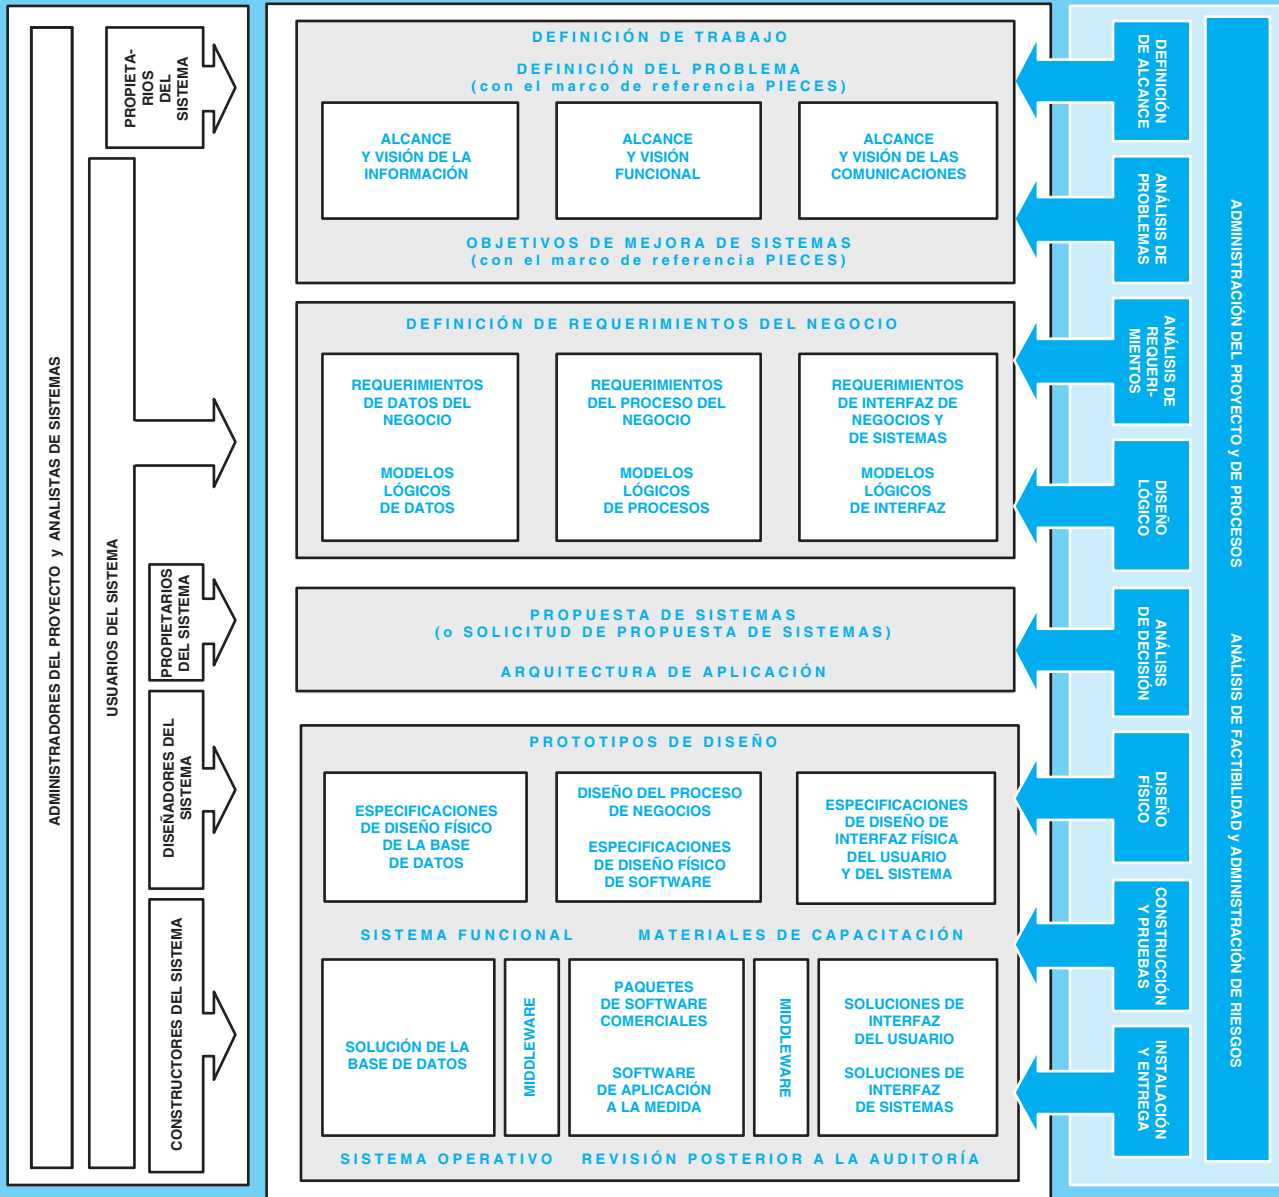 ADMINISTRADORES DEL PROYECTO y ANALISTAS DE SISTEMAS
USUARIOS DEL SISTEMA
PROPIETA-
RIOS
DEL
SISTEMA
PROPIETARIOS
DEL SISTEMA
DISEÑADORES DEL
SISTEMA
CONSTRUCTORES DEL SISTEMA
DEFINICIÓN DE TRABAJO
DEFINICIÓN DEL PROBLEMA
(con el marco de referencia PIECES)
ALCANCE
Y VISIÓN DE LA
INFORMACIÓN
ALCANCE
Y VISIÓN
FUNCIONAL
ALCANCE
Y VISIÓN DE LAS
COMUNICACIONES
OBJETIVOS DE MEJORA DE SISTEMAS
(con el marco de referencia PIECES)
DEFINICIÓN DE REQUERIMIENTOS DEL NEGOCIO
REQUERIMIENTOS
DE DATOS DEL
NEGOCIO
MODELOS
LÓGICOS
DE DATOS
REQUERIMIENTOS
DEL PROCESO DEL
NEGOCIO
MODELOS
LÓGICOS
DE PROCESOS
REQUERIMIENTOS
DE INTERFAZ DE
NEGOCIOS Y
DE SISTEMAS
MODELOS
LÓGICOS
DE INTERFAZ
PROPUESTA DE SISTEMAS
(o SOLICITUD DE PROPUESTA DE SISTEMAS)
ARQUITECTURA DE APLICACIÓN
PROTOTIPOS DE DISEÑO
ESPECIFICACIONES
DE DISEÑO FÍSICO
DE LA BASE
DE DATOS
DISEÑO DEL PROCESO
DE NEGOCIOS
ESPECIFICACIONES
DE DISEÑO FÍSICO
DE SOFTWARE
ESPECIFICACIONES
DE DISEÑO DE
INTERFAZ FÍSICA
DEL USUARIO
Y DEL SISTEMA
SISTEMA FUNCIONAL
MATERIALES DE CAPACITACIÓN
SOLUCIÓN DE LA
BASE DE DATOS
MIDDLEWARE
PAQUETES
DE SOFTWARE
COMERCIALES
SOFTWARE
DE APLICACIÓN
A LA MEDIDA
MIDDLEWARE
SOLUCIONES DE
INTERFAZ
DEL USUARIO
SOLUCIONES DE
INTERFAZ
DE SISTEMAS
SISTEMA OPERATIVO
REVISIÓN POSTERIOR A LA AUDITORÍA
DEFINICIÓN
DE ALCANCE
ANÁLISIS DE
PROBLEMAS
ANÁLISIS DE
REQUERI-
MIENTOS
DISEÑO
LÓGICO
ANÁLISIS
DE DECISIÓN
DISEÑO
FÍSICO
CONSTRUCCIÓN
Y PRUEBAS
INSTALACIÓN
Y ENTREGA
ADMINISTRACIÓN DEL PROYECTO y DE PROCESOS
ANÁLISIS DE FACTIBILIDAD y ADMINISTRACIÓN DE RIESGOS